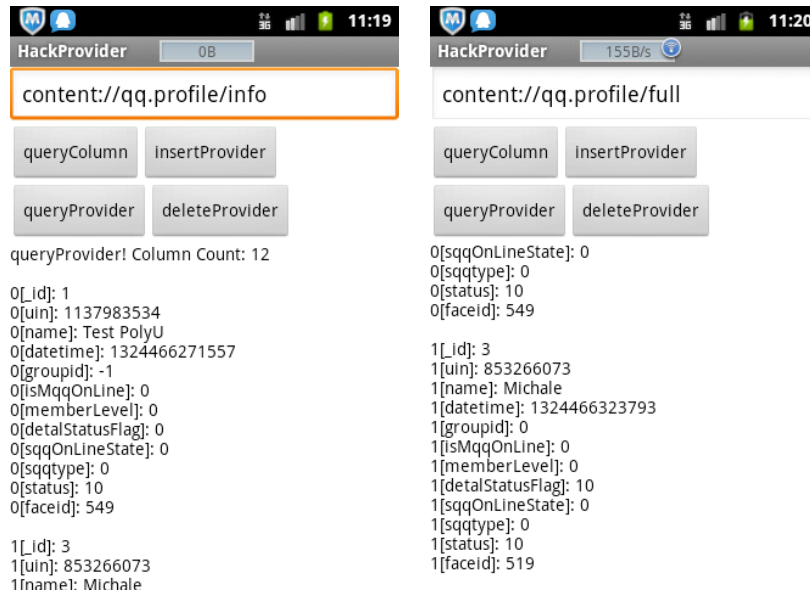 11:19
HackProvider
0B
content://qq.profile/info
queryColumn insertProvider
queryProvider deleteProvider
queryProvider! Column Count: 12
0[_id]: 1
0[uin]: 1137983534
0[name]: Test PolyU
0[datetime]: 1324466271557
0[groupid]: -1
0[isMqqOnLine]: 0
0[memberLevel]: 0
0[detalStatusFlag]: 0
0[sqqOnLineState]: 0
0[sqqtype]: 0
0[status]: 10
0[faceid]: 549
1[_id]: 3
1[uin]: 853266073
1[name]: Michale
3G 11:20
HackProvider
155B/s
content://qq.profile/full
queryColumn insertProvider
queryProvider deleteProvider
0[sqqOnLineState]: 0
0[sqqtype]: 0
0[status]: 10
0[faceid]: 549
1[_id]: 3
1[uin]: 853266073
1[name]: Michale
1[datetime]: 1324466323793
1[groupid]: 0
1[isMqqOnLine]: 0
1[memberLevel]: 0
1[detalStatusFlag]: 10
1[sqqOnLineState]: 0
1[sqqtype]: 0
1[status]: 10
1[faceid]: 519